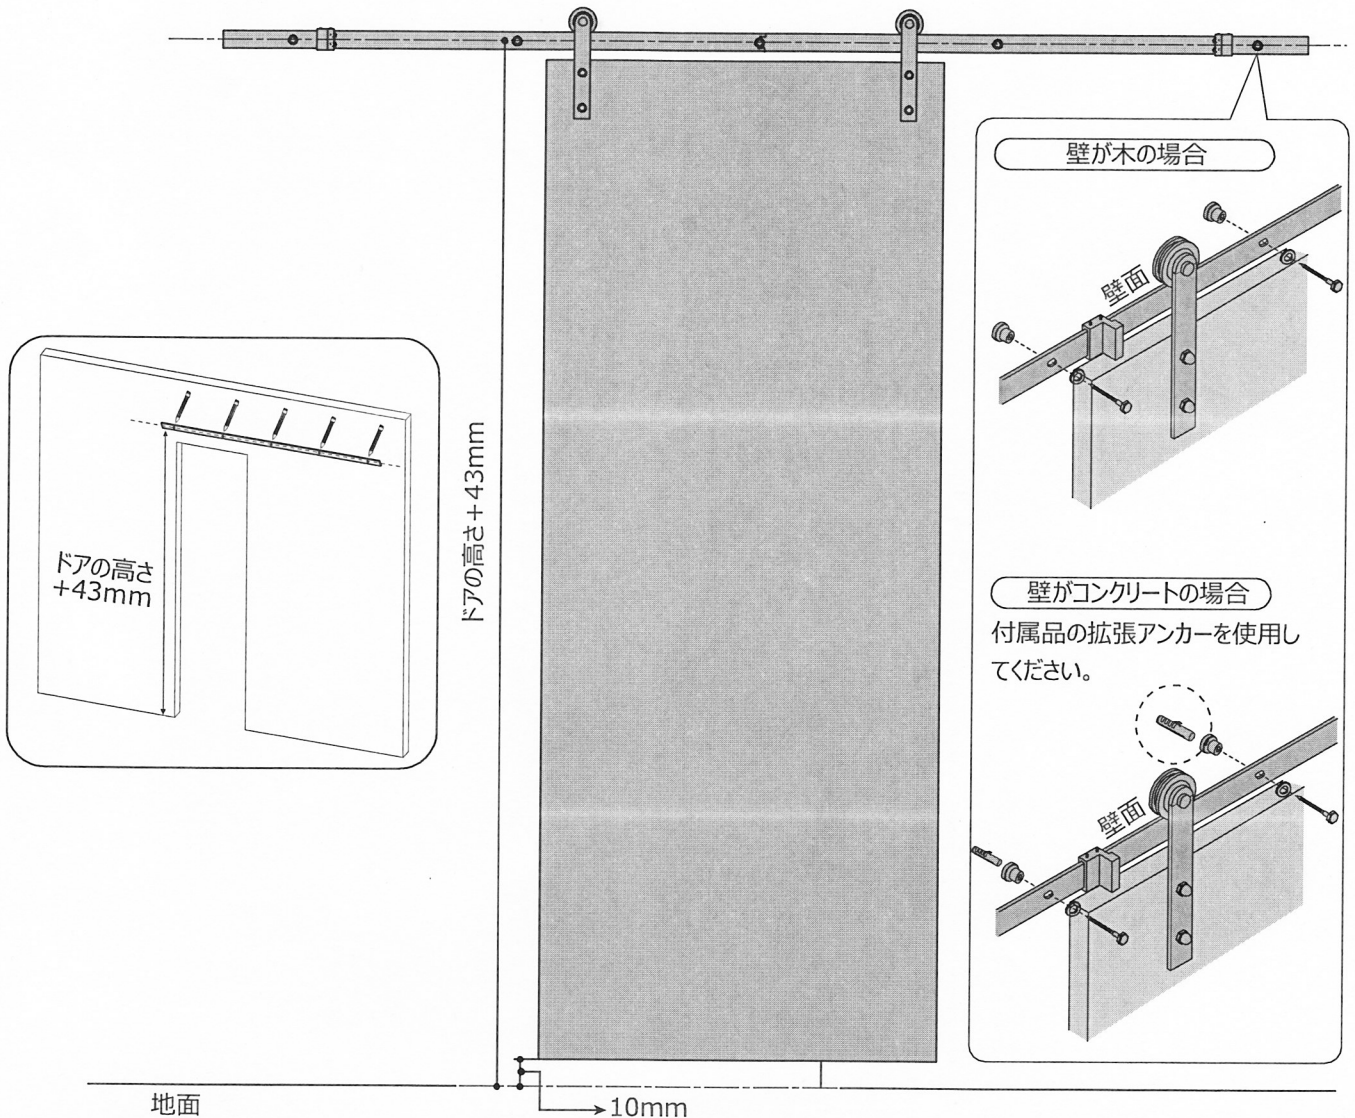 壁が木の場合
壁面
ドアの高さ
+43mm
ドアの高さ+43mm
壁がコンクリートの場合
付属品の拡張アンカーを使用し
てください。
壁面
地面
10mm